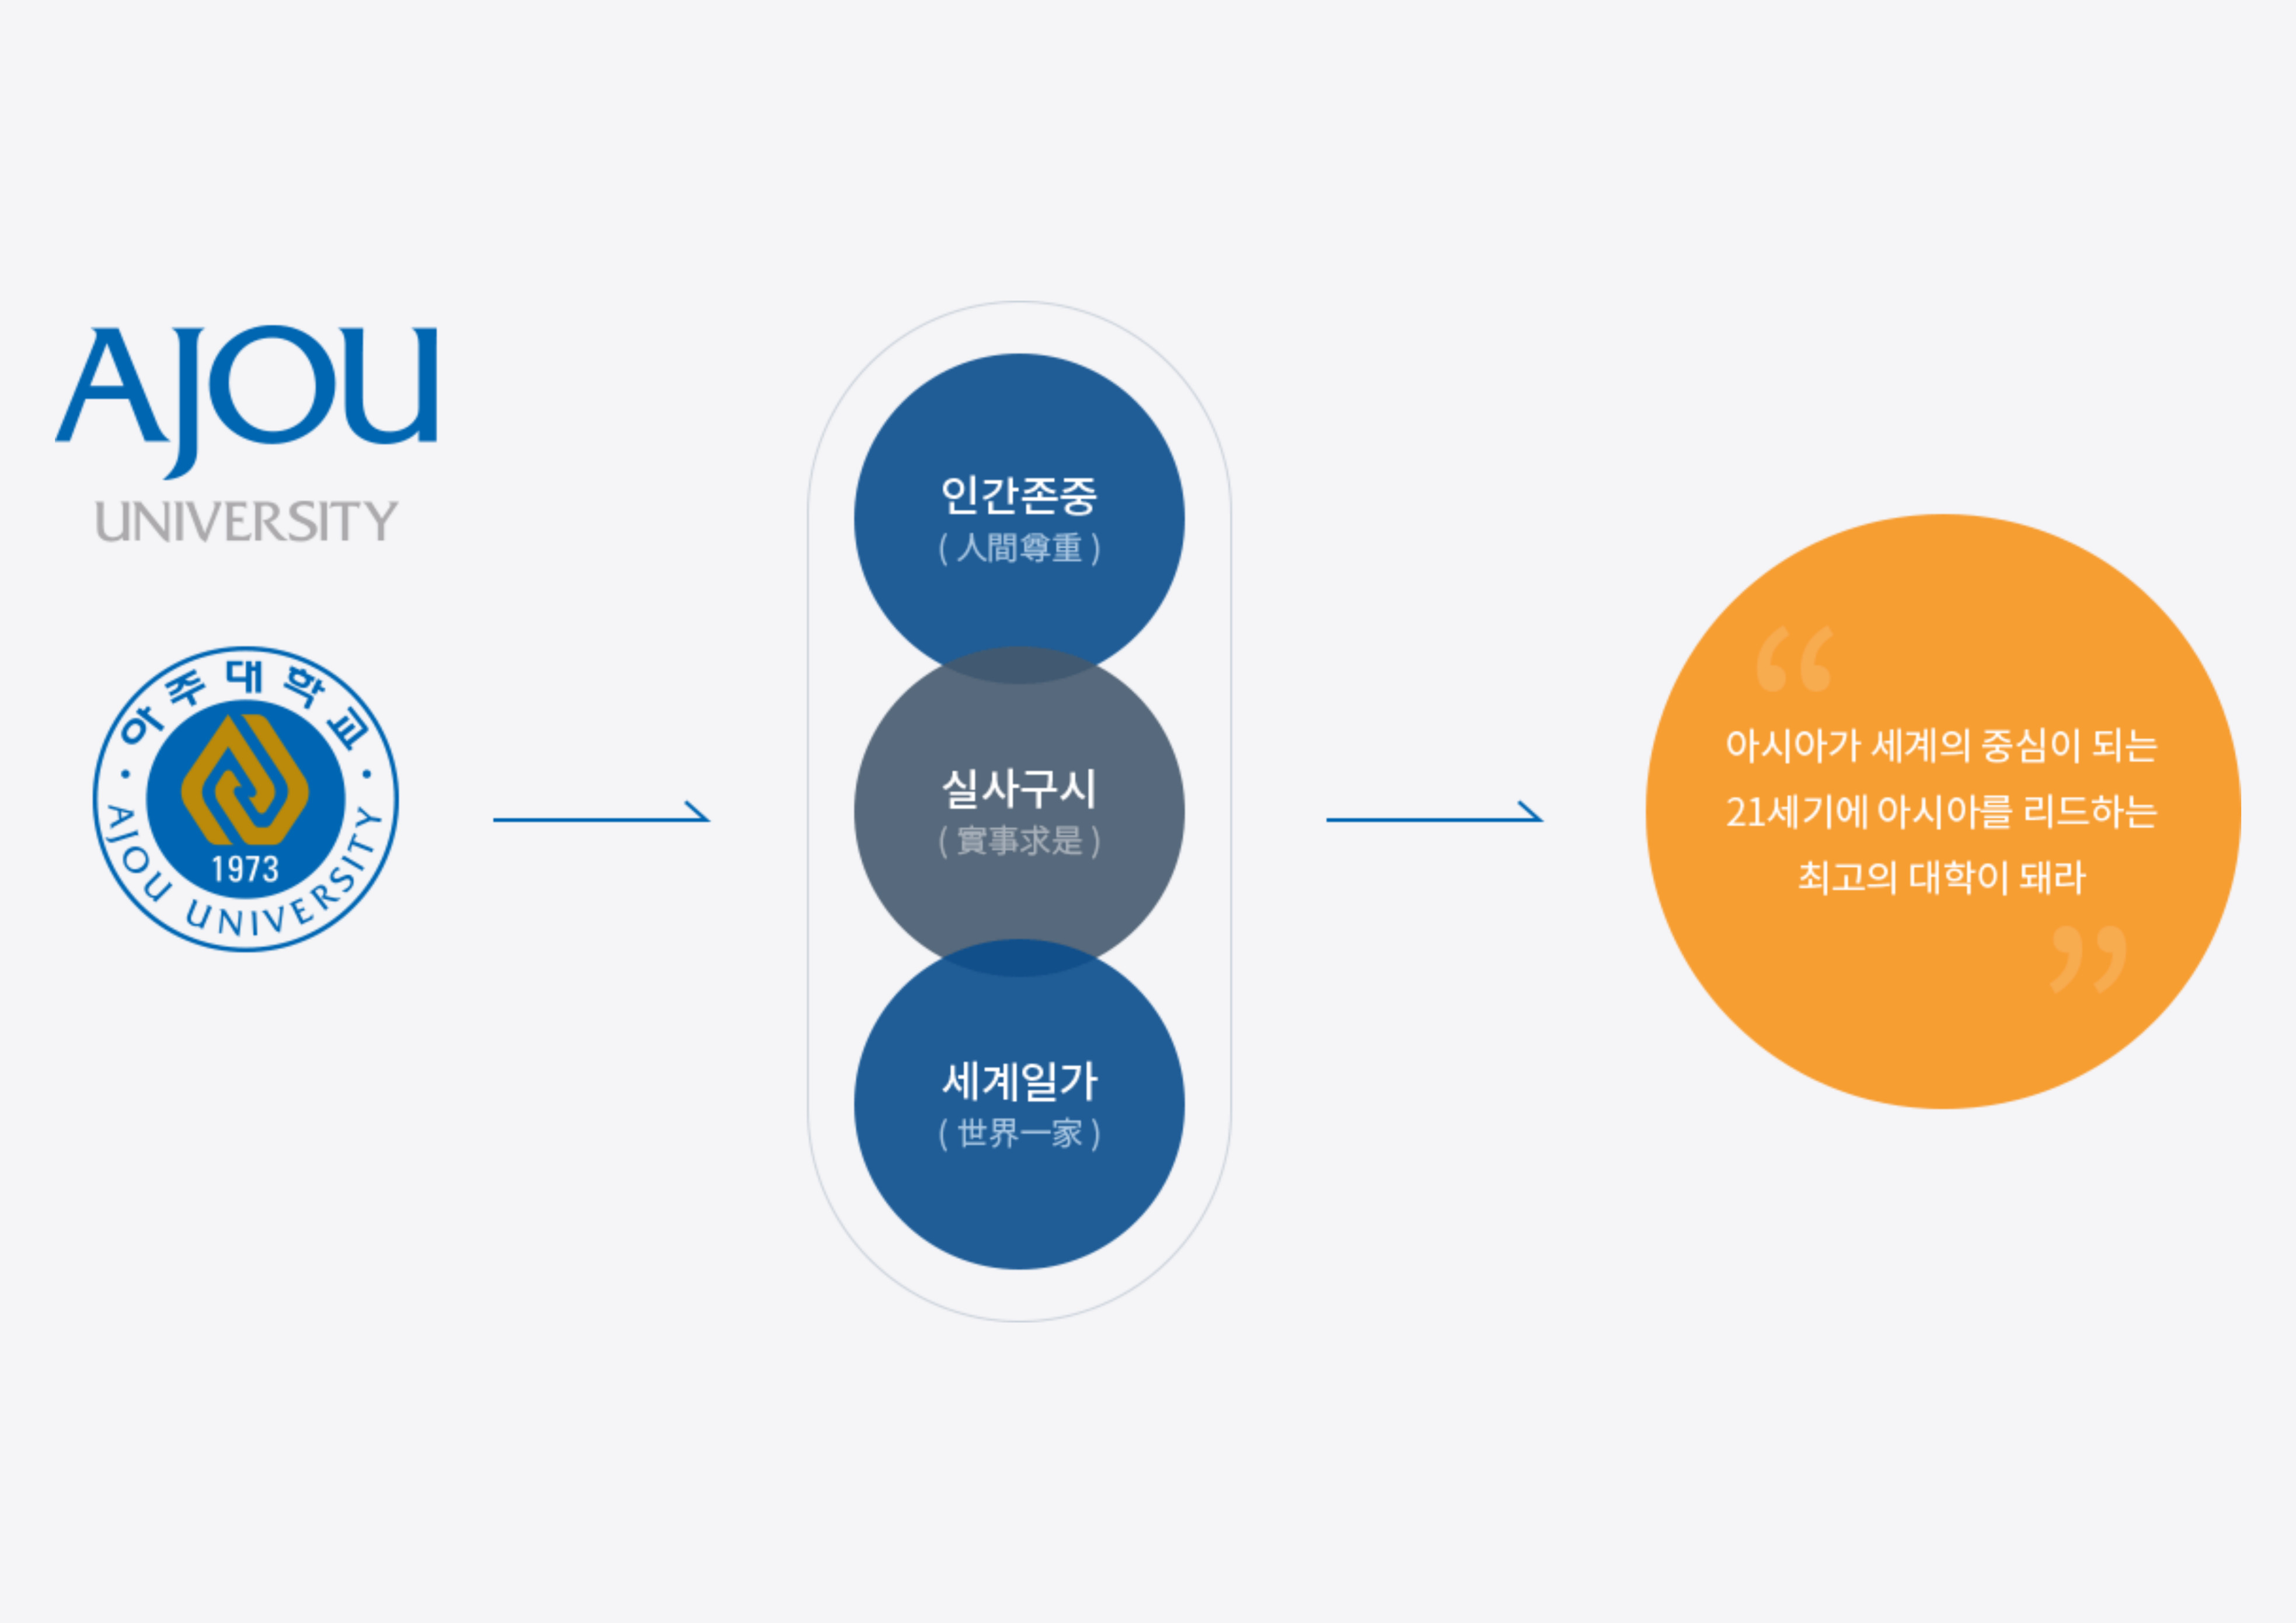 AJOU
UNIVERSITY
아주대학교
1973
AJOU UNIVERSITY
인간존중
( 人間尊重 )
실사구시
( 實事求是 )
세계일가
( 世界一家 )
“
아시아가 세계의 중심이 되는
21세기에 아시아를 리드하는
최고의 대학이 돼라
”